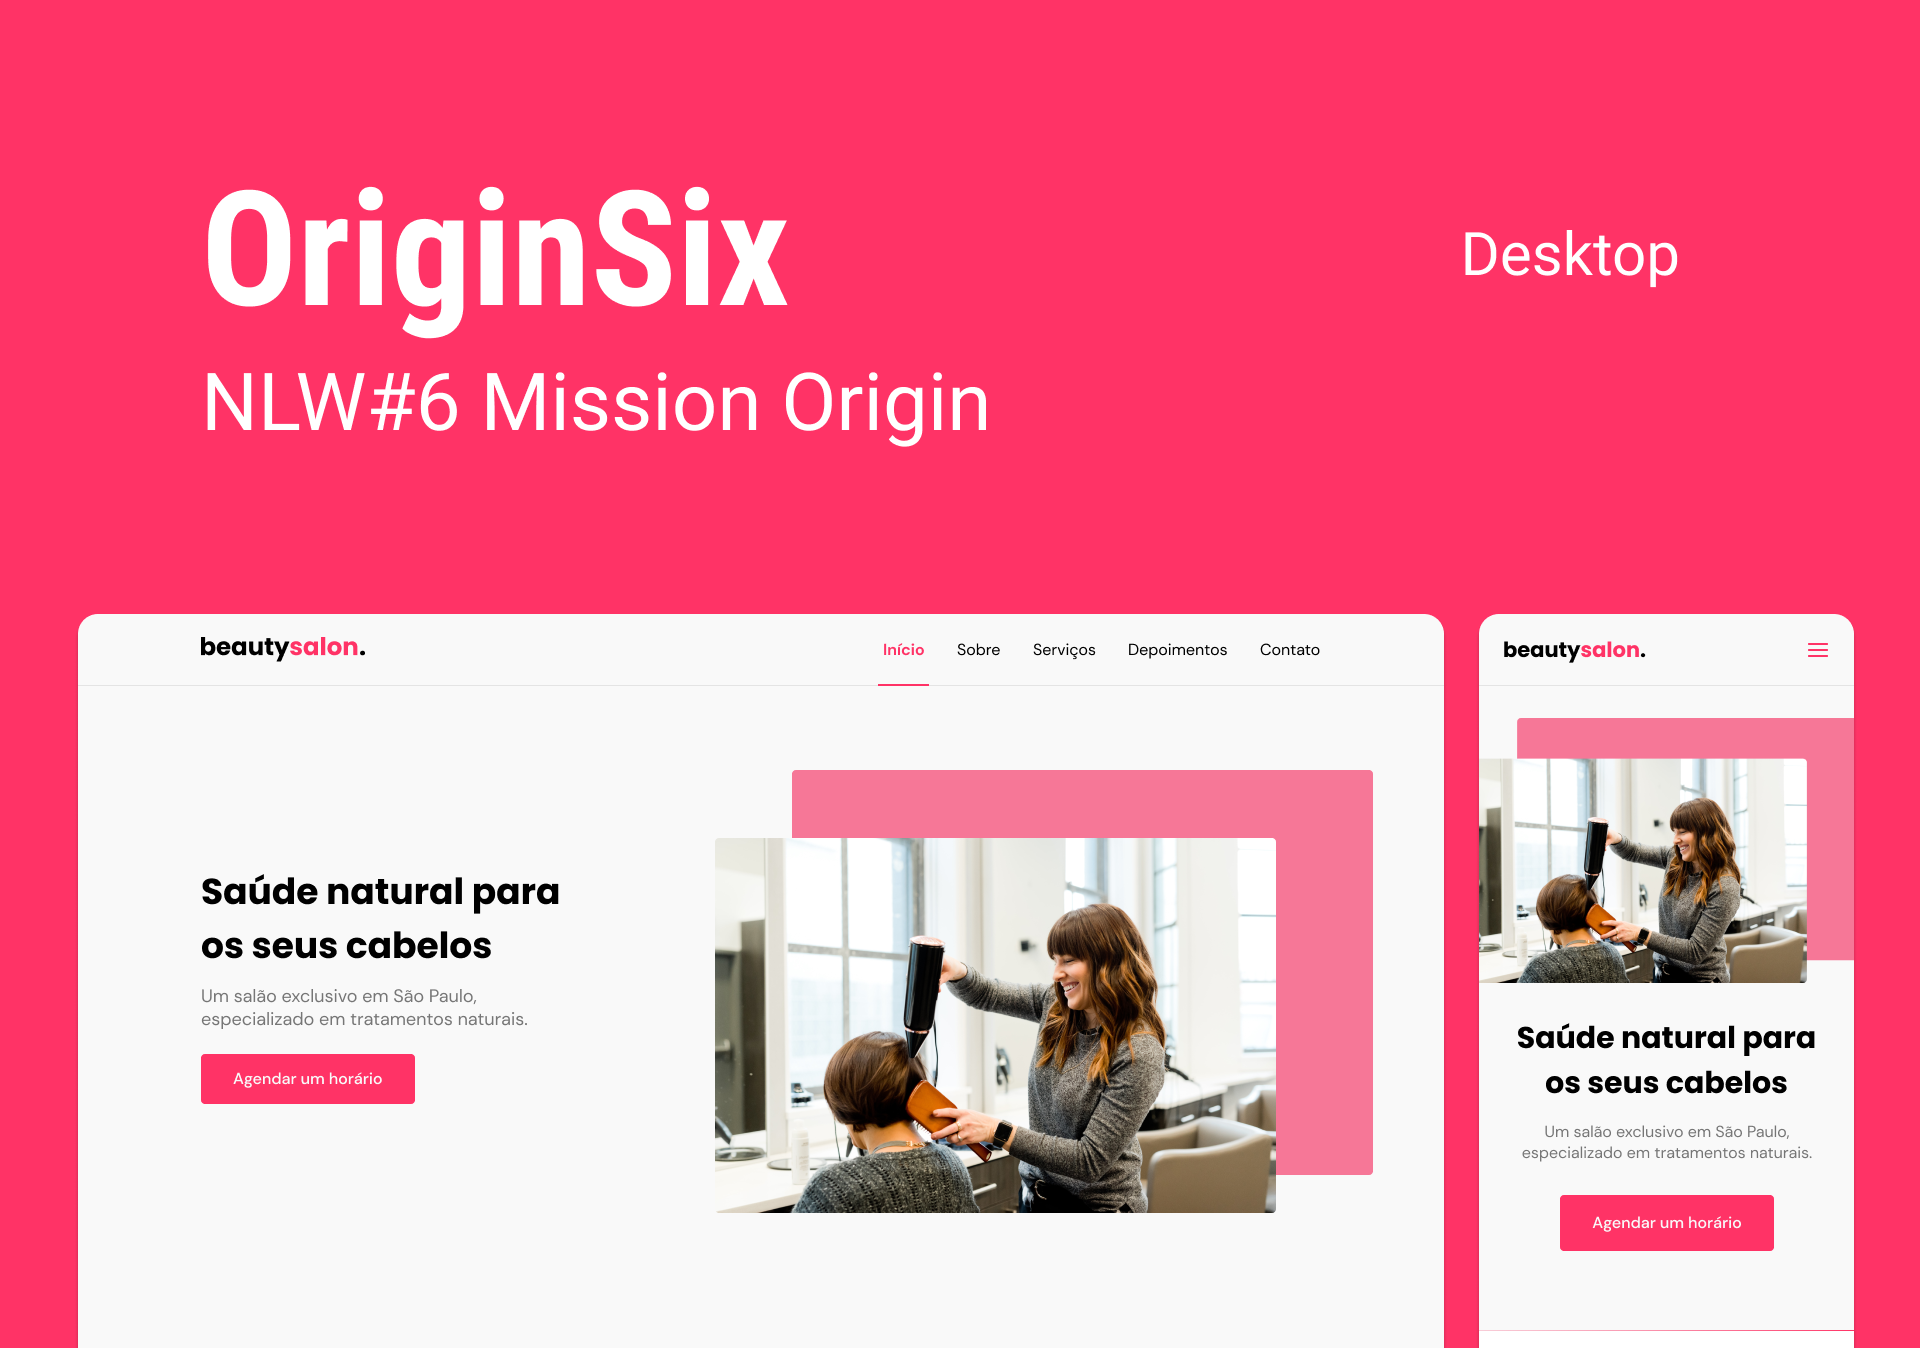 OriginSix
Desktop
NLW#6 Mission Origin
beautysalon.
Início Sobre Serviços Depoimentos Contato
Saúde natural para
os seus cabelos
Um salão exclusivo em São Paulo,
especializado em tratamentos naturais.
Agendar um horário
beautysalon.
Saúde natural para
os seus cabelos
Um salão exclusivo em São Paulo,
especializado em tratamentos naturais.
Agendar um horário